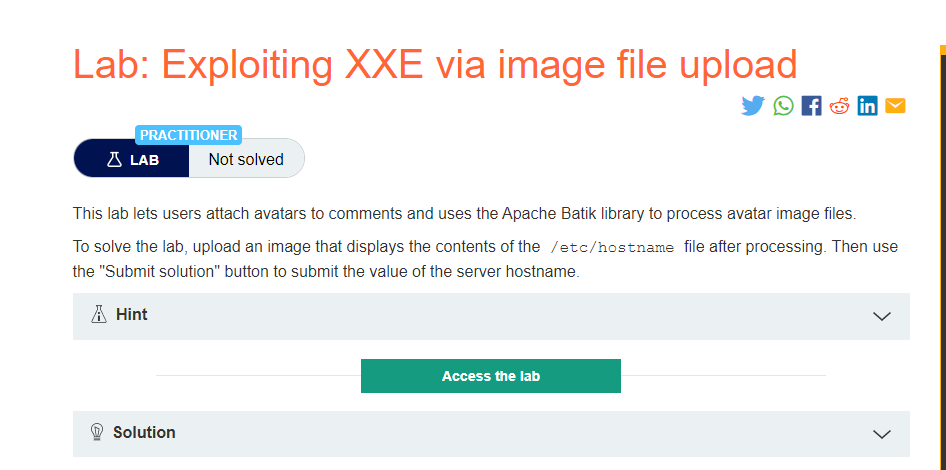 Lab: Exploiting XXE via image file upload
PRACTITIONER
LAB Not solved
This lab lets users attach avatars to comments and uses the Apache Batik library to process avatar image files.
To solve the lab, upload an image that displays the contents of the /etc/hostname file after processing. Then use
the "Submit solution" button to submit the value of the server hostname.
Hint
Access the lab
Solution